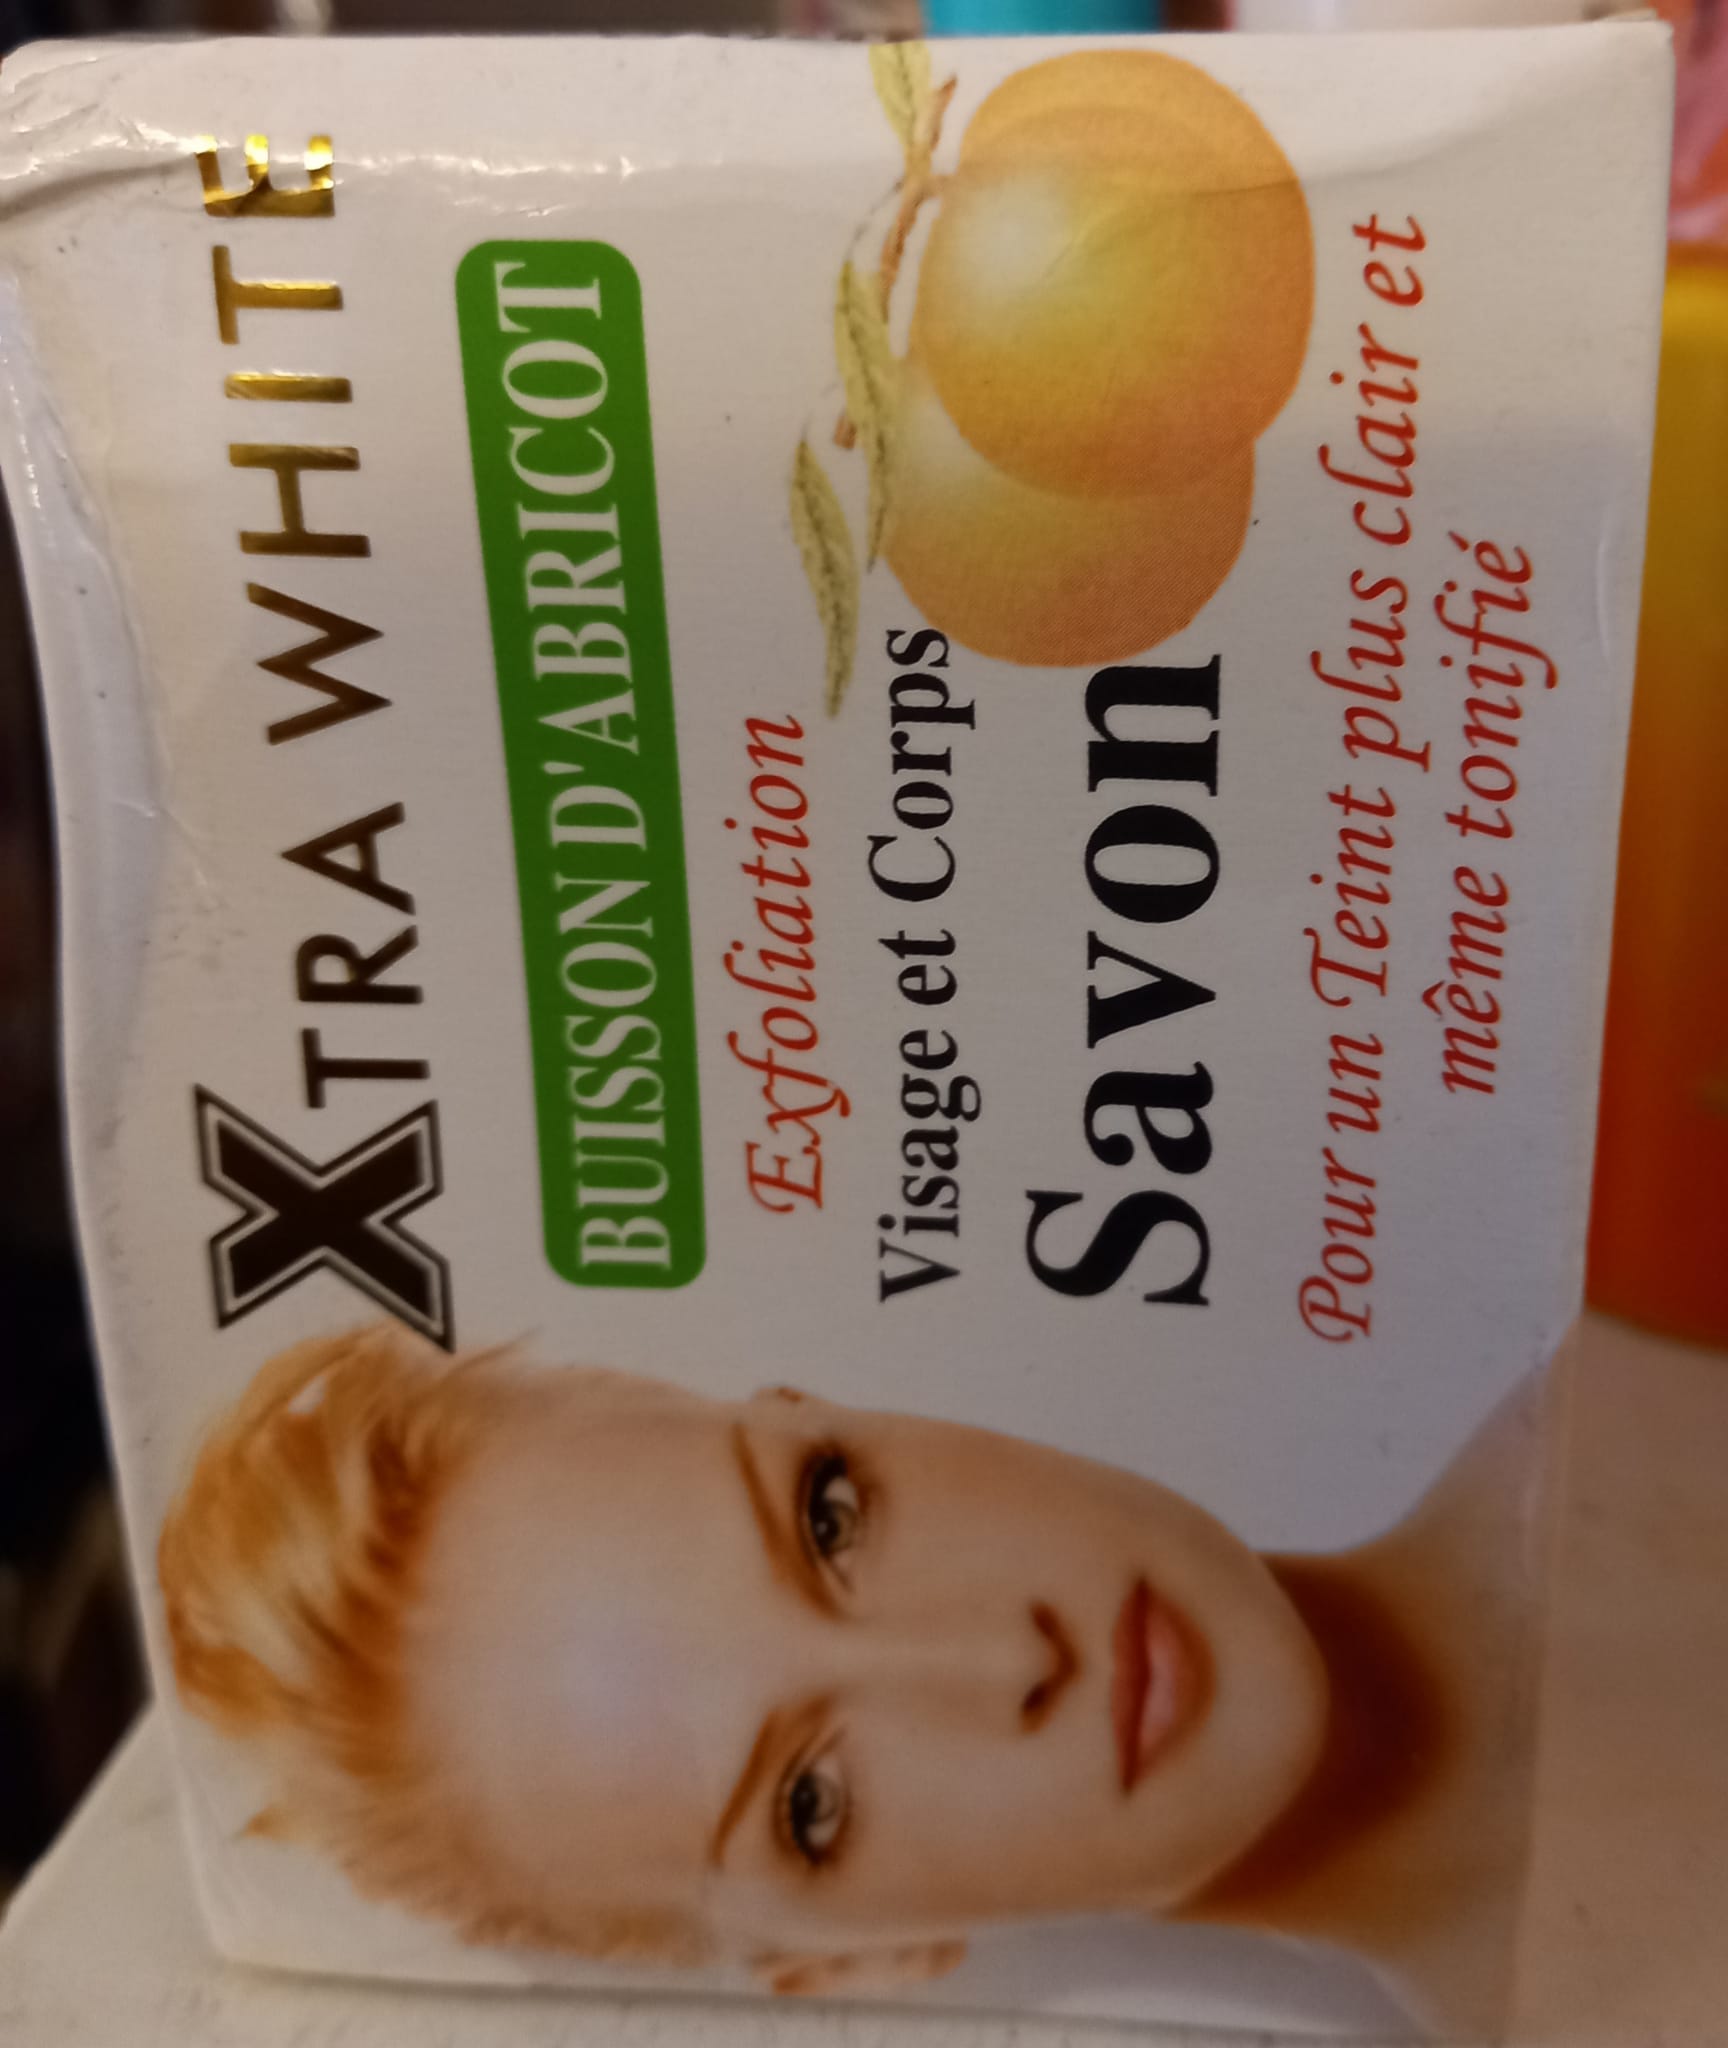 XTRA WHITE
BUISSON D'ABRICOT
Exfoliation
Visage et Corps
Savon
Pour un Teint plus clair et
même tonifié